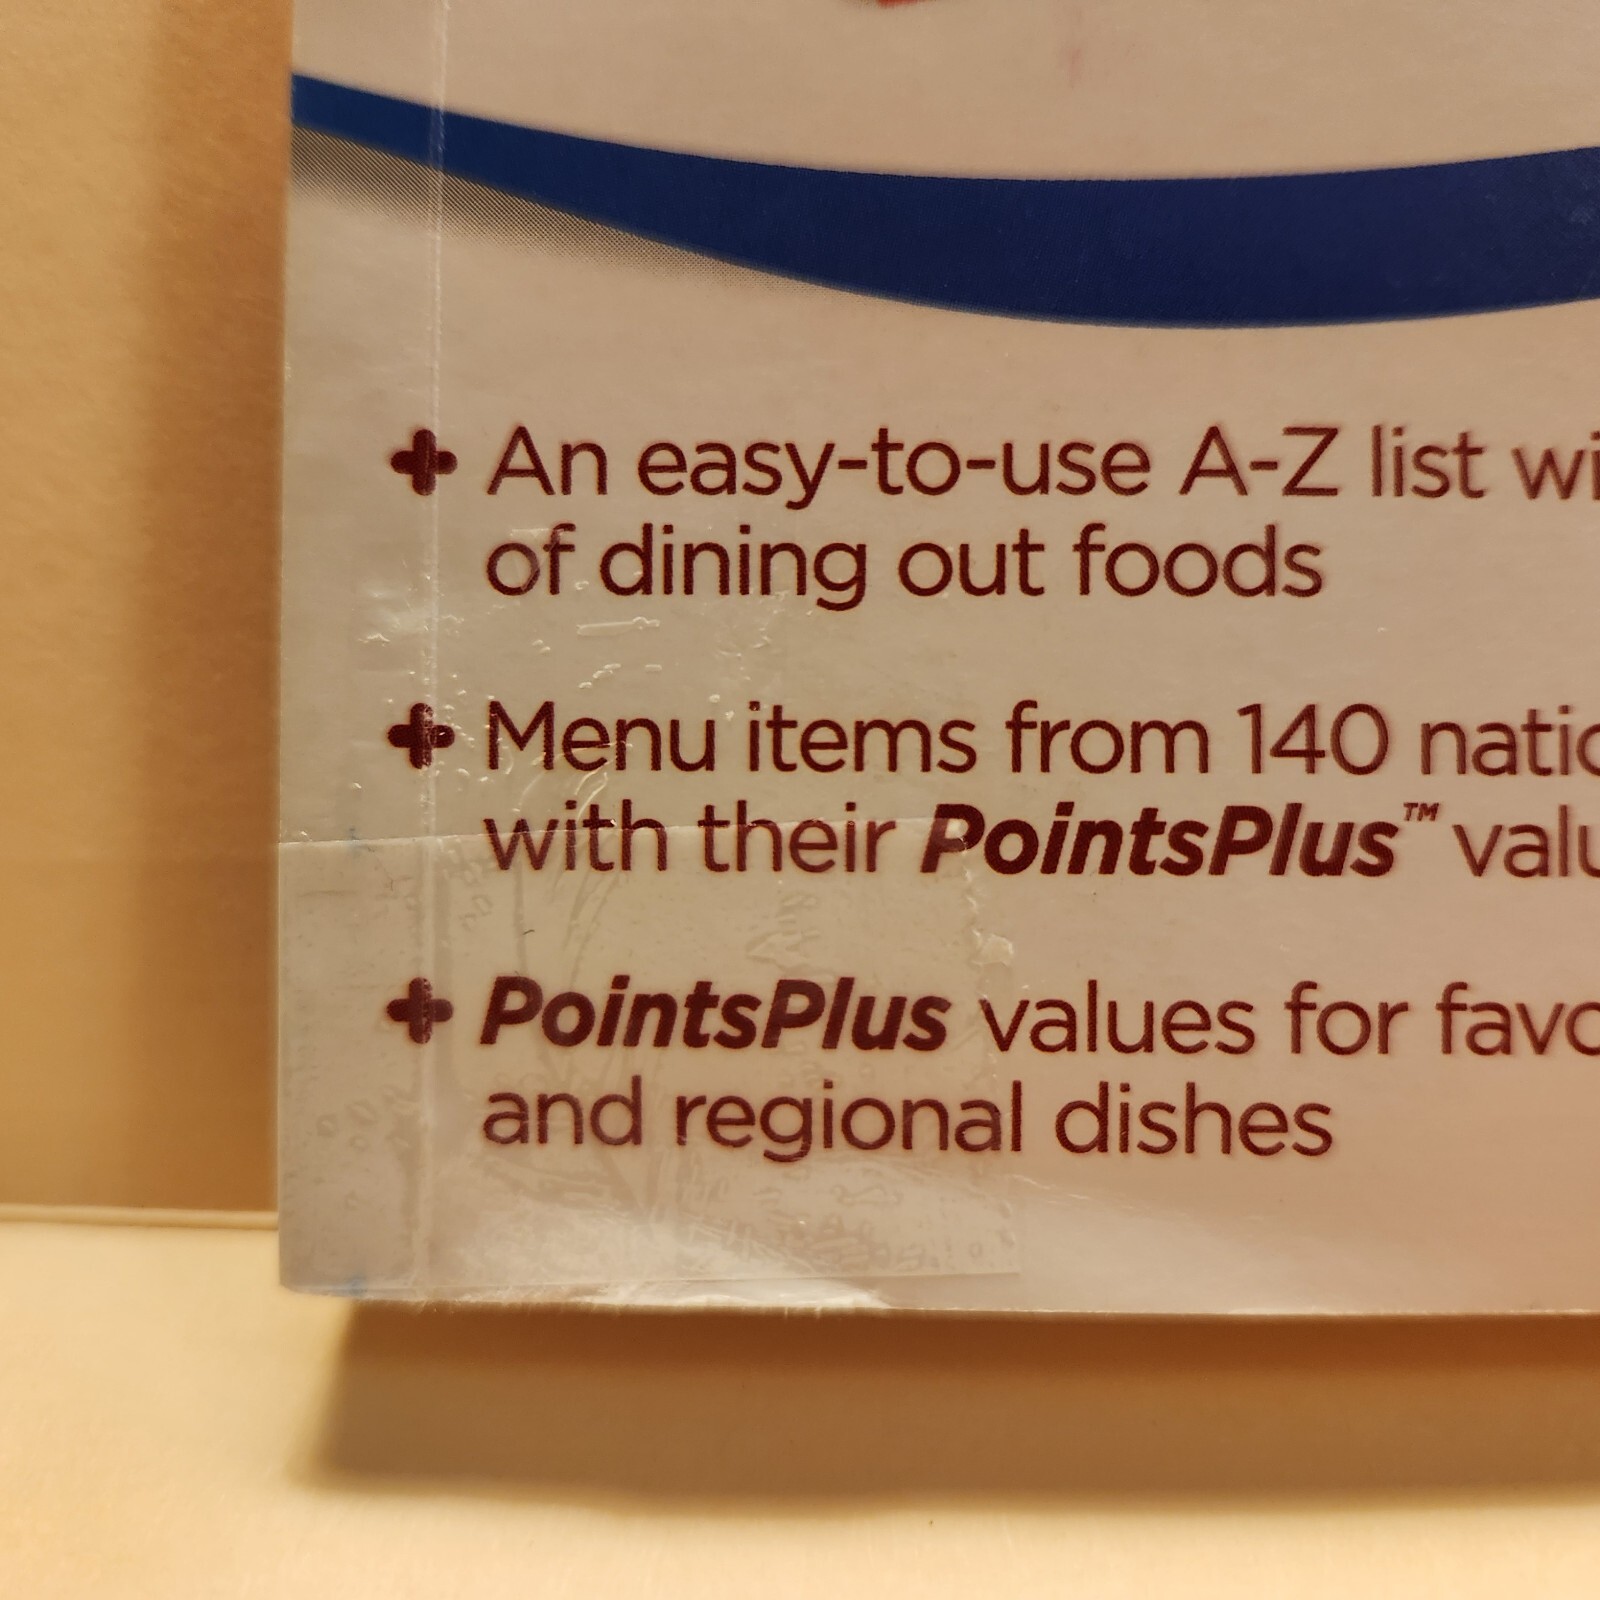 + An easy-to-use A-Z list wi
of dining out foods
+ Menu items from 140 natio
with their PointsPlus™ valu
+ PointsPlus values for favo
and regional dishes